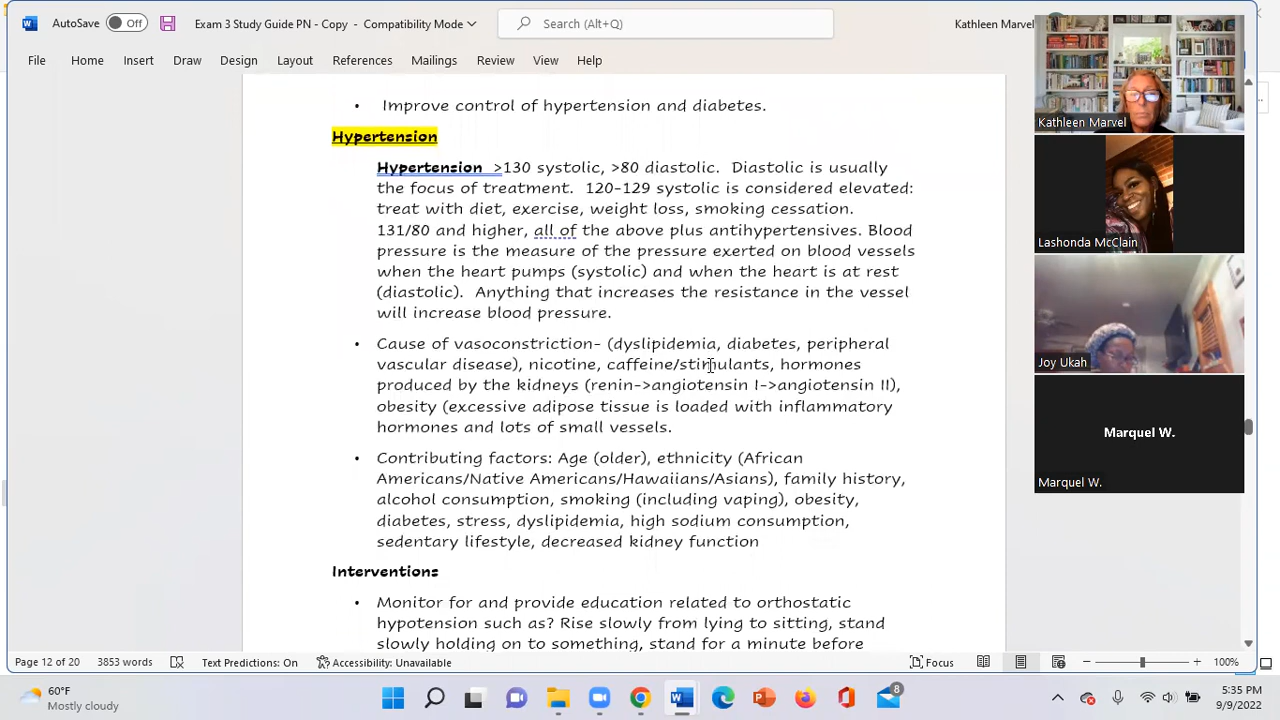 AutoSave Off Exam 3 Study Guide PN - Copy - Compatibility Mode Search (Alt+Q) Kathleen Marvel
File Home Insert Draw Design Layout References Mailings Review View Help
• Improve control of hypertension and diabetes.
Hypertension
Hypertension >130 systolic, >80 diastolic. Diastolic is usually
the focus of treatment. 120-129 systolic is considered elevated:
treat with diet, exercise, weight loss, smoking cessation.
131/80 and higher, all of the above plus antihypertensives. Blood
pressure is the measure of the pressure exerted on blood vessels
when the heart pumps (systolic) and when the heart is at rest
(diastolic). Anything that increases the resistance in the vessel
will increase blood pressure.
• Cause of vasoconstriction- (dyslipidemia, diabetes, peripheral
vascular disease), nicotine, caffeine/stimulants, hormones
produced by the kidneys (renin->angiotensin I->angiotensin II),
obesity (excessive adipose tissue is loaded with inflammatory
hormones and lots of small vessels.
• Contributing factors: Age (older), ethnicity (African
Americans/Native Americans/Hawaiians/Asians), family history,
alcohol consumption, smoking (including vaping), obesity,
diabetes, stress, dyslipidemia, high sodium consumption,
sedentary lifestyle, decreased kidney function
Interventions
• Monitor for and provide education related to orthostatic
hypotension such as? Rise slowly from lying to sitting, stand
slowly holding on to something, stand for a minute before
Kathleen Marvel
Lashonda McClain
Joy Ukah
Marquel W.
Marquel W.
Page 12 of 20 3853 words Text Predictions: On Accessibility: Unavailable Focus 100%
60°F
Mostly cloudy
8
5:35 PM
9/9/2022